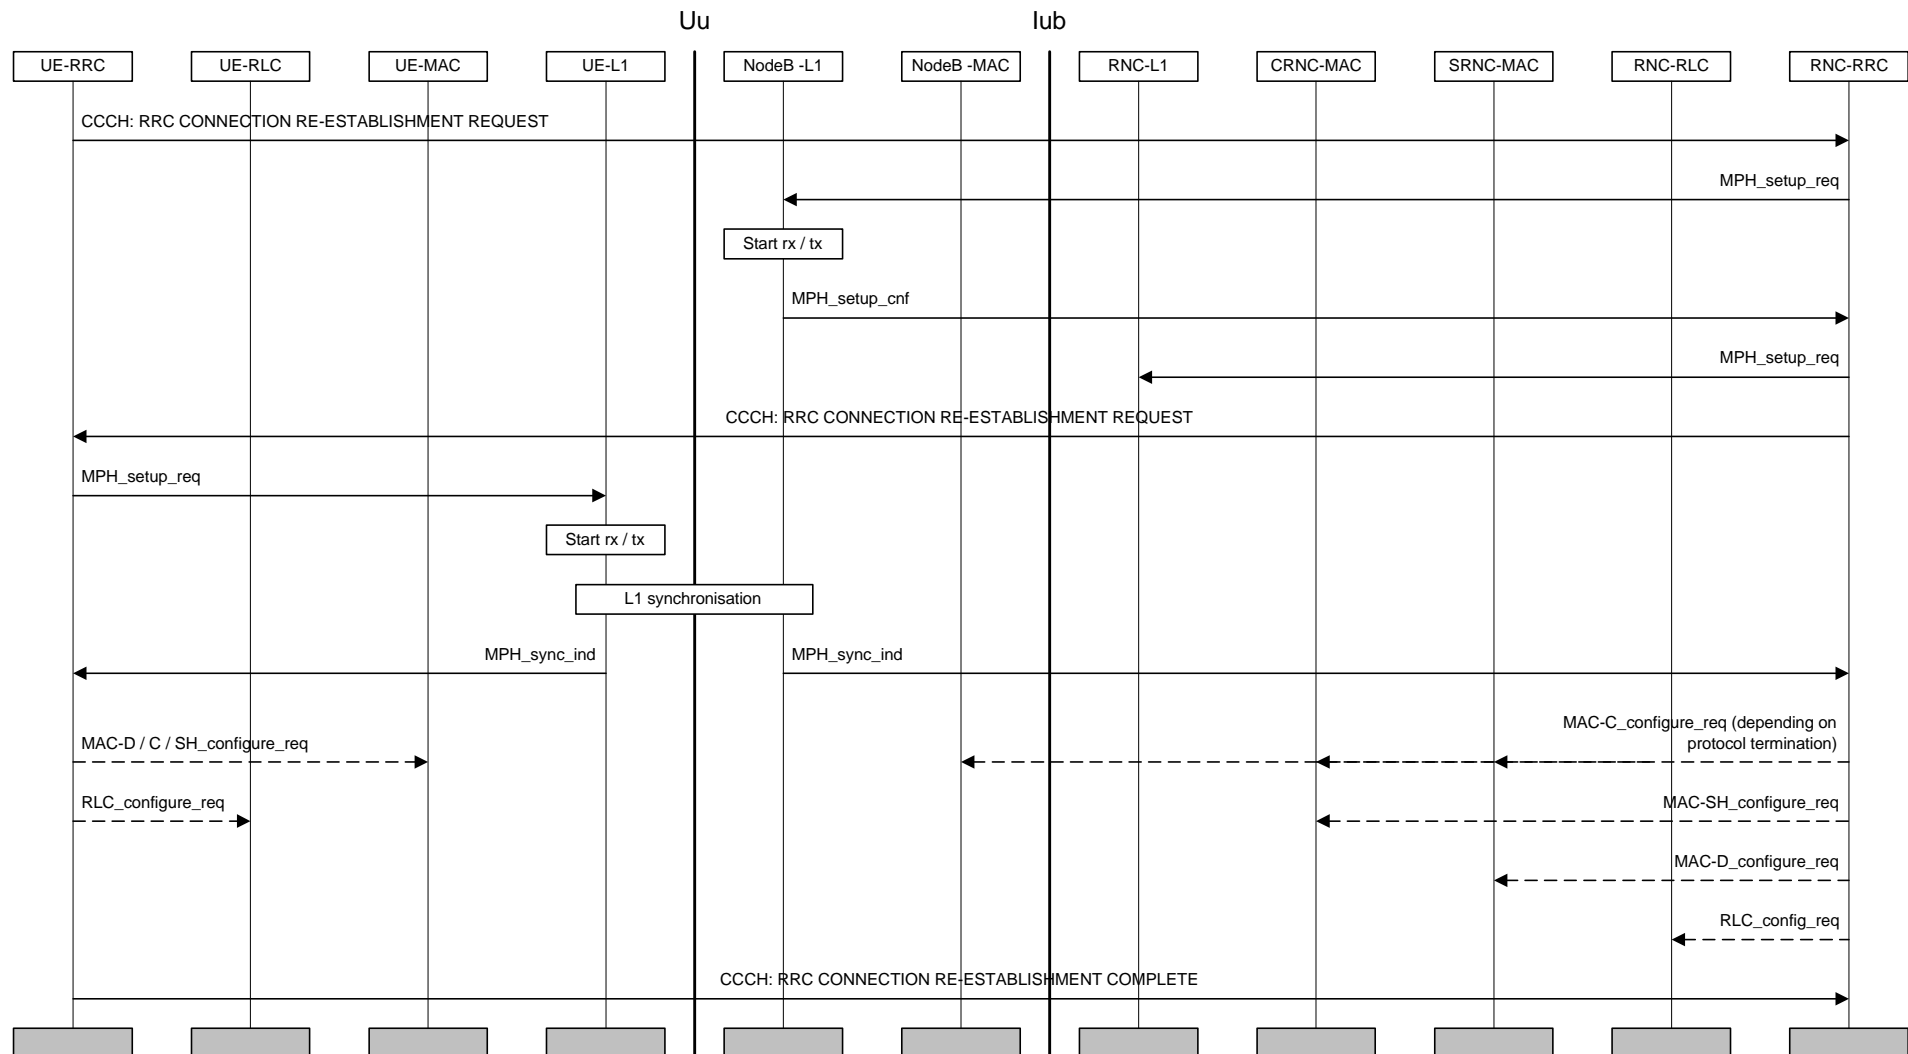 Uu
Iub
UE-RRC
UE-RLC
UE-MAC
UE-L1
NodeB -L1
NodeB -MAC
RNC-L1
CRNC-MAC
SRNC-MAC
RNC-RLC
RNC-RRC
CCCH: RRC CONNECTION RE-ESTABLISHMENT REQUEST
MPH_setup_req
Start rx / tx
MPH_setup_cnf
MPH_setup_req
CCCH: RRC CONNECTION RE-ESTABLISHMENT REQUEST
MPH_setup_req
Start rx / tx
L1 synchronisation
MPH_sync_ind
MPH_sync_ind
MAC-D / C / SH_configure_req
MAC-C_configure_req (depending on
protocol termination)
RLC_configure_req
MAC-SH_configure_req
MAC-D_configure_req
RLC_config_req
CCCH: RRC CONNECTION RE-ESTABLISHMENT COMPLETE